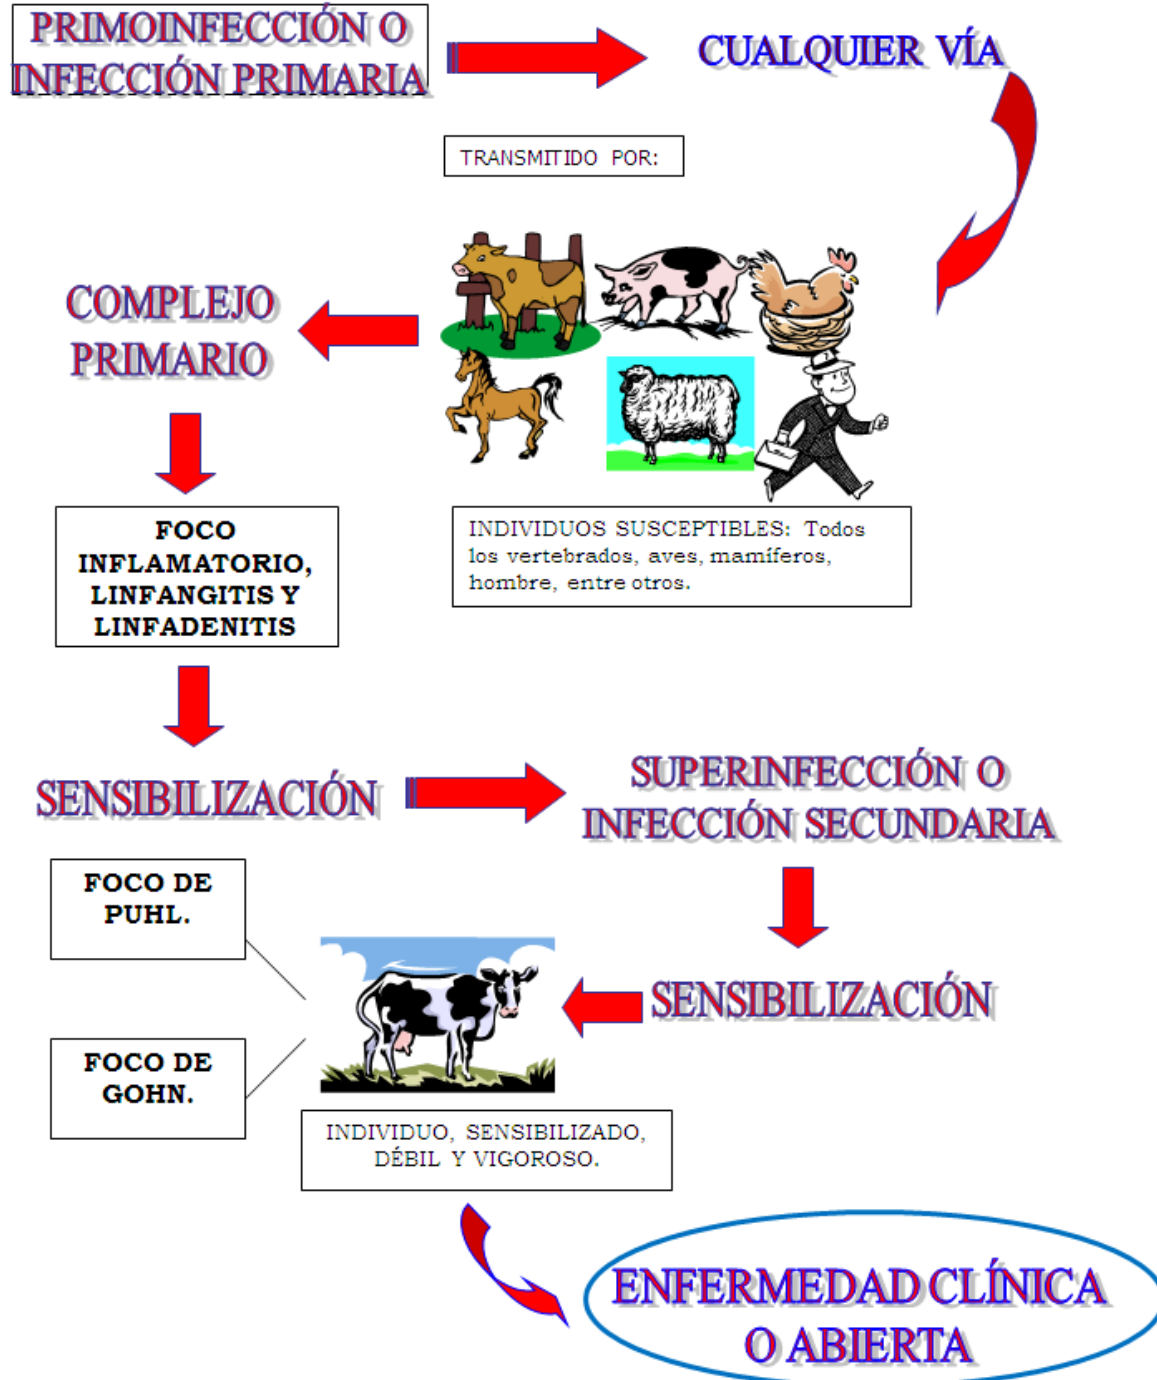 PRIMOINFECCIÓN O
INFECCIÓN PRIMARIA
CUALQUIER VÍA
TRANSMITIDO POR:
COMPLEJO
PRIMARIO
INDIVIDUOS SUSCEPTIBLES: Todos
los vertebrados, aves, mamíferos,
hombre, entre otros.
FOCO
INFLAMATORIO,
LINFANGITIS Y
LINFADENITIS
SENSIBILIZACIÓN
SUPERINFECCIÓN O
INFECCIÓN SECUNDARIA
SENSIBILIZACIÓN
FOCO DE
PUHL.
FOCO DE
GOHN.
INDIVIDUO, SENSIBILIZADO,
DÉBIL Y VIGOROSO.
ENFERMEDAD CLÍNICA
O ABIERTA